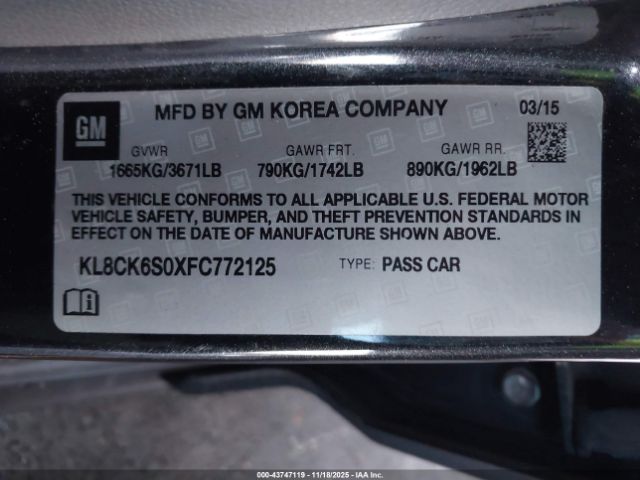 GM
MFD BY GM KOREA COMPANY 03/15
GVWR GAWR FRT. GAWR RR.
1665KG/3671LB 790KG/1742LB 890KG/1962LB
THIS VEHICLE CONFORMS TO ALL APPLICABLE U.S. FEDERAL MOTOR
VEHICLE SAFETY, BUMPER, AND THEFT PREVENTION STANDARDS IN
EFFECT ON THE DATE OF MANUFACTURE SHOWN ABOVE.
KL8CK6S0XFC772125 TYPE: PASS CAR
000-43747119 - 11/18/2025 - IAAI, Inc.